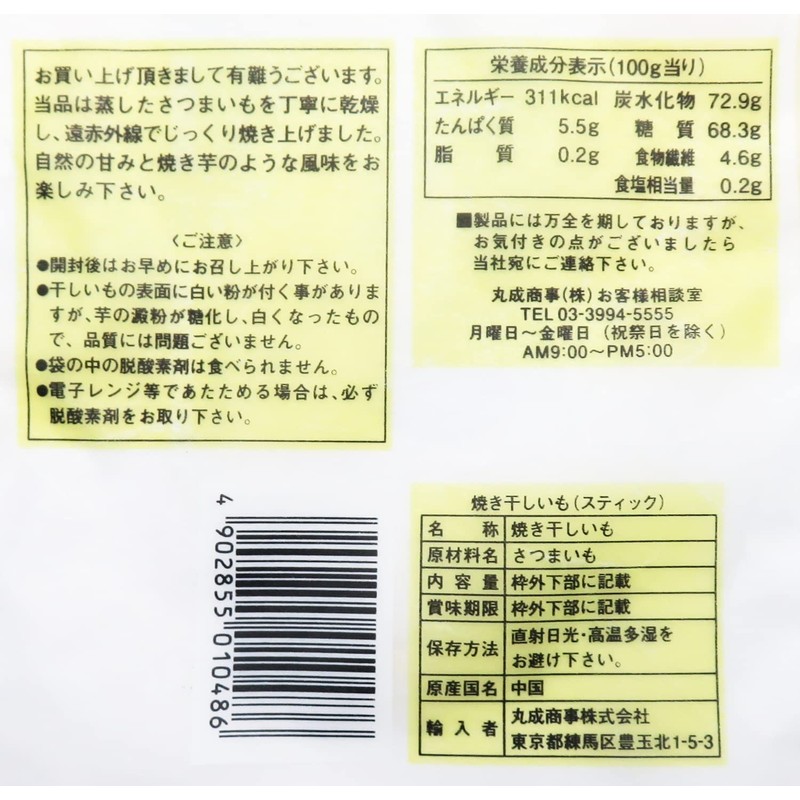 お買い上げ頂きまして有難うございます。
当品は蒸したさつまいもを丁寧に乾燥
し、遠赤外線でじっくり焼き上げました。
自然の甘みと焼き芋のような風味をお
楽しみ下さい。
〈ご注意〉
●開封後はお早めにお召し上がり下さい。
●干しいもの表面に白い粉が付く事がありま
すが、芋の澱粉が糖化し、白くなったもの
で、品質には問題ございません。
●袋の中の脱酸素剤は食べられません。
●電子レンジ等であたためる場合は、必ず
脱酸素剤をお取り下さい。
栄養成分表示(100g当り)
エネルギー 311kcal 炭水化物 72.9g
たんぱく質 5.5g 糖質 68.3g
脂質 0.2g 食物繊維 4.6g
食塩相当量 0.2g
■製品には万全を期しておりますが、
お気付きの点がございましたら
当社宛にご連絡下さい。
丸成商事(株)お客様相談室
TEL 03-3994-5555
月曜日〜金曜日(祝祭日を除く)
AM9:00〜PM5:00
4 902855 010486
焼き干しいも(スティック)
名称 焼き干しいも
原材料名 さつまいも
内容量 枠外下部に記載
賞味期限 枠外下部に記載
保存方法 直射日光・高温多湿を
お避け下さい。
原産国名 中国
輸入者 丸成商事株式会社
東京都練馬区豊玉北1-5-3